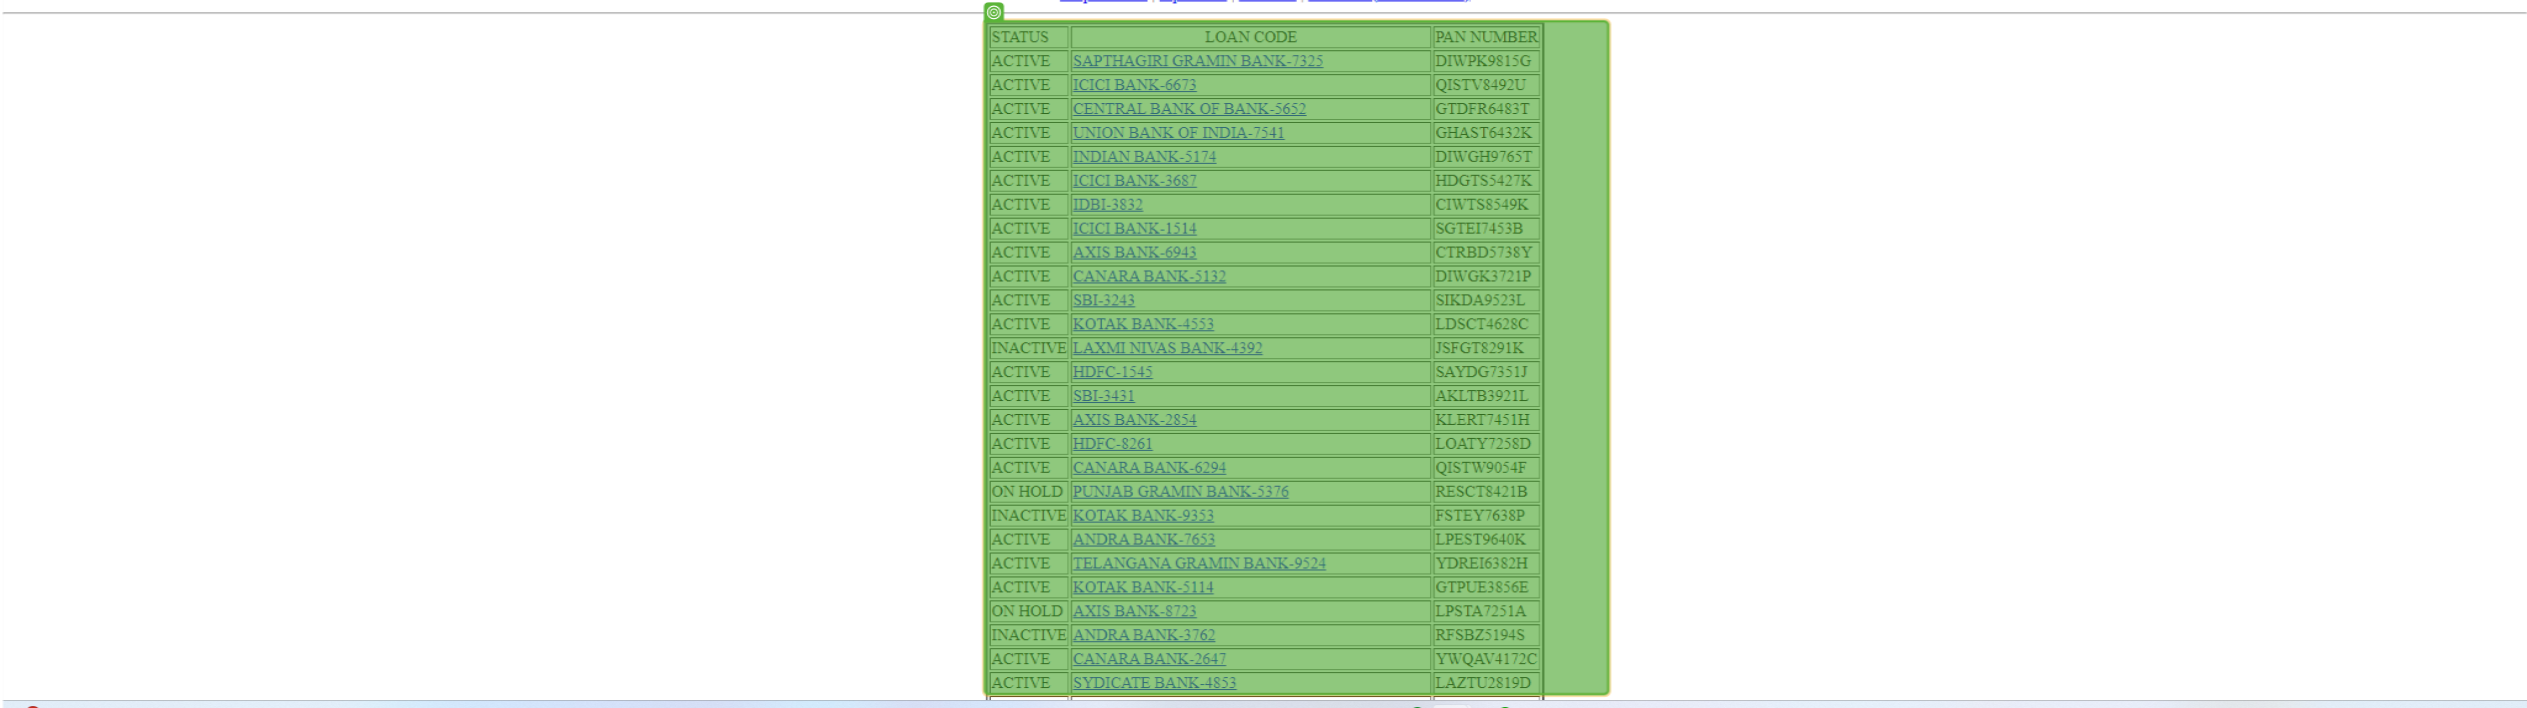 STATUS LOAN CODE PAN NUMBER
ACTIVE SAPTHAGIRI GRAMIN BANK-7325 DIWPK9815G
ACTIVE ICICI BANK-6673 QISTV8492U
ACTIVE CENTRAL BANK OF BANK-5652 GTDFR6483T
ACTIVE UNION BANK OF INDIA-7541 GHAST6432K
ACTIVE INDIAN BANK-5174 DIWGH9765T
ACTIVE ICICI BANK-3687 HDGTS5427K
ACTIVE IDBI-3832 CIWTS8549K
ACTIVE ICICI BANK-1514 SGTEI7453B
ACTIVE AXIS BANK-6943 CTRBD5738Y
ACTIVE CANARA BANK-5132 DIWGK3721P
ACTIVE SBI-3243 SIKDA9523L
ACTIVE KOTAK BANK-4553 LDSCT4628C
INACTIVE LAXMI NIVAS BANK-4392 JSFGT8291K
ACTIVE HDFC-1545 SAYDG7351J
ACTIVE SBI-3431 AKLTB3921L
ACTIVE AXIS BANK-2854 KLERT7451H
ACTIVE HDFC-8261 LOATY7258D
ACTIVE CANARA BANK-6294 QISTW9054F
ON HOLD PUNJAB GRAMIN BANK-5376 RESCT8421B
INACTIVE KOTAK BANK-9353 FSTEY7638P
ACTIVE ANDRA BANK-7653 LPEST9640K
ACTIVE TELANGANA GRAMIN BANK-9524 YDREI6382H
ACTIVE KOTAK BANK-5114 GTPUE3856E
ON HOLD AXIS BANK-8723 LPSTA7251A
INACTIVE ANDRA BANK-3762 RFSBZ5194S
ACTIVE CANARA BANK-2647 YWQAV4172C
ACTIVE SYDICATE BANK-4853 LAZTU2819D